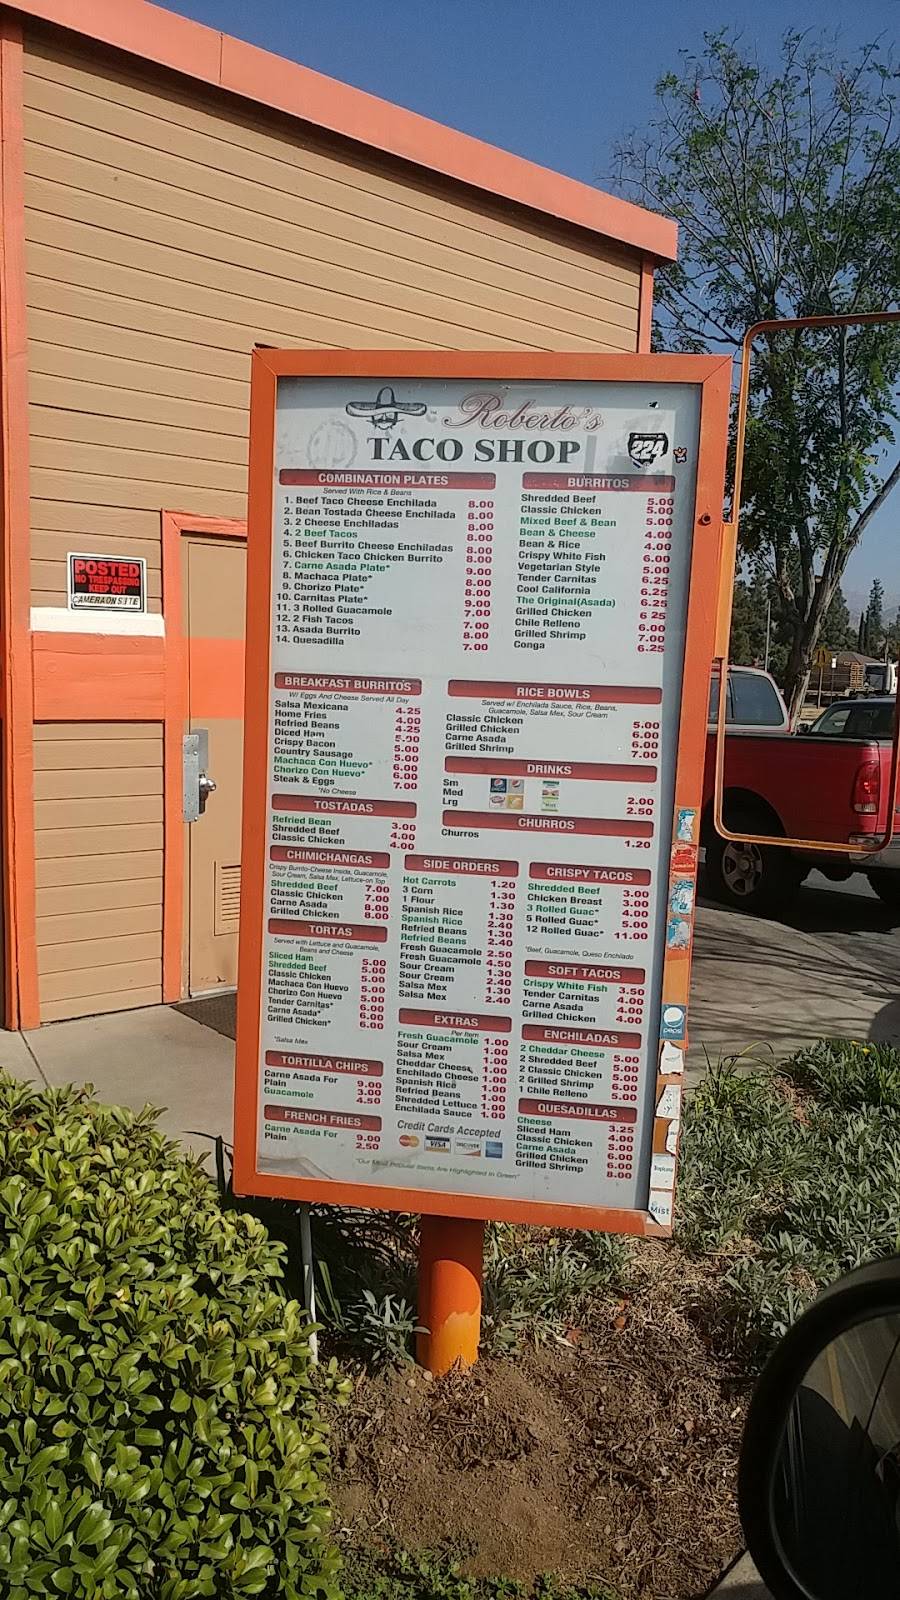 Roberto's
TACO SHOP
224
POSTED
NO TRESPASSING
KEEP OUT
CAMERA ON SITE
COMBINATION PLATES
Served With Rice & Beans
1. Beef Taco Cheese Enchilada 8.00
2. Bean Tostada Cheese Enchilada 8.00
3. 2 Cheese Enchiladas 8.00
4. 2 Beef Tacos 8.00
5. Beef Burrito Cheese Enchiladas 8.00
6. Chicken Taco Chicken Burrito 8.00
7. Carne Asada Plate* 9.00
8. Machaca Plate* 8.00
9. Chorizo Plate* 8.00
10. Carnitas Plate* 9.00
11. 3 Rolled Guacamole 7.00
12. 2 Fish Tacos 7.00
13. Asada Burrito 8.00
14. Quesadilla 7.00
BURRITOS
Shredded Beef 5.00
Classic Chicken 5.00
Mixed Beef & Bean 5.00
Bean & Cheese 4.00
Bean & Rice 4.00
Crispy White Fish 6.00
Vegetarian Style 5.00
Tender Carnitas 6.25
Cool California 6.25
The Original(Asada) 6.25
Grilled Chicken 6 25
Chile Relleno 6.00
Grilled Shrimp 7.00
Conga 6.25
BREAKFAST BURRITOS
W/ Eggs And Cheese Served All Day
Salsa Mexicana 4.25
Home Fries 4.00
Refried Beans 4.25
Diced Ham 5.00
Crispy Bacon 5.00
Country Sausage 5.00
Machaca Con Huevo* 6.00
Chorizo Con Huevo* 6.00
Steak & Eggs 7.00
*No Cheese
RICE BOWLS
Served w/ Enchilada Sauce, Rice, Beans,
Guacamole, Salsa Mex, Sour Cream
Classic Chicken 5.00
Grilled Chicken 6.00
Carne Asada 6.00
Grilled Shrimp 7.00
DRINKS
Sm
Med 2.00
Lrg 2.50
CHURROS
Churros 1.20
TOSTADAS
Refried Bean 3.00
Shredded Beef 4.00
Classic Chicken 4.00
CHIMICHANGAS
Crispy Burrito-Cheese Inside, Guacamole,
Sour Cream, Salsa Mex, Lettuce-on Top
Shredded Beef 7.00
Classic Chicken 7.00
Carne Asada 8.00
Grilled Chicken 8.00
TORTAS
Served with Lettuce and Guacamole,
Beans and Cheese
Sliced Ham 5.00
Shredded Beef 5.00
Classic Chicken 5.00
Machaca Con Huevo 5.00
Chorizo Con Huevo 5.00
Tender Carnitas* 6.00
Carne Asada* 6.00
Grilled Chicken* 6.00
*Salsa Mex
TORTILLA CHIPS
Carne Asada For 9.00
Plain 3.00
Guacamole 4.50
FRENCH FRIES
Carne Asada For 9.00
Plain 2.50
SIDE ORDERS
Hot Carrots 1.20
3 Corn 1.30
1 Flour 1.30
Spanish Rice 1.30
Spanish Rice 2.40
Refried Beans 1.30
Refried Beans 2.40
Fresh Guacamole 2.50
Fresh Guacamole 4.50
Sour Cream 1.30
Sour Cream 2.40
Salsa Mex 1.30
Salsa Mex 2.40
EXTRAS
Per Item
Fresh Guacamole 1.00
Sour Cream 1.00
Salsa Mex 1.00
Cheddar Cheese 1.00
Enchilado Cheese 1.00
Spanish Rice 1.00
Refried Beans 1.00
Shredded Lettuce 1.00
Enchilada Sauce 1.00
Credit Cards Accepted
VISA
DISCOVER
"Our Most Popular Items Are Highlighted In Green"
CRISPY TACOS
Shredded Beef 3.00
Chicken Breast 3.00
3 Rolled Guac* 4.00
5 Rolled Guac* 5.00
12 Rolled Guac* 11.00
*Beef, Guacamole, Queso Enchilado
SOFT TACOS
Crispy White Fish 3.50
Tender Carnitas 4.00
Carne Asada 4.00
Grilled Chicken 4.00
ENCHILADAS
2 Cheddar Cheese 5.00
2 Shredded Beef 5.00
2 Classic Chicken 5.00
2 Grilled Shrimp 6.00
1 Chile Relleno 5.00
QUESADILLAS
Cheese 3.25
Sliced Ham 4.00
Classic Chicken 5.00
Carne Asada 6.00
Grilled Chicken 6.00
Grilled Shrimp 8.00
pepsi
Tropicana
Mist